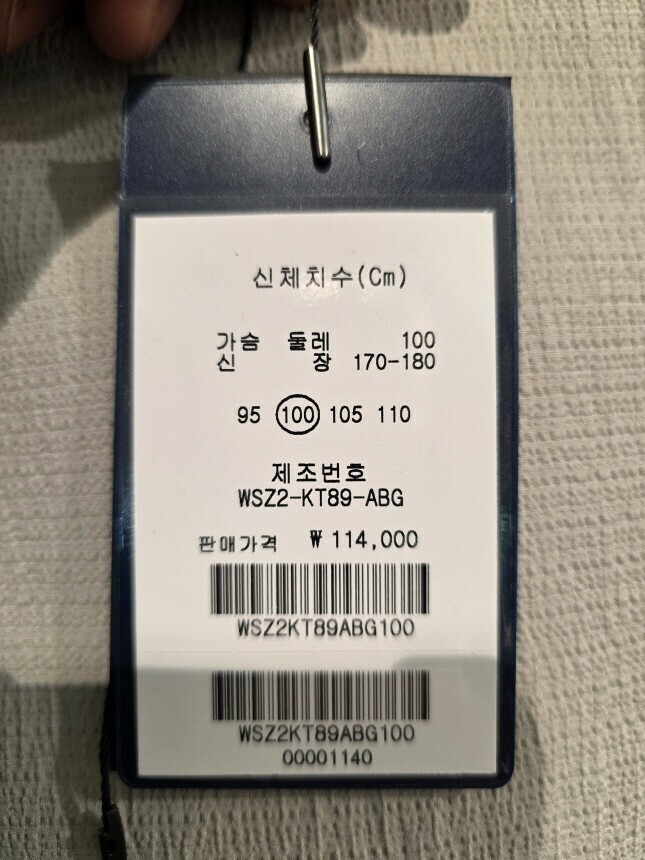 신체치수(Cm)
가슴 둘레 100
신 장 170-180
95 100 105 110
제조번호
WSZ2-KT89-ABG
판매가격 ₩ 114,000
WSZ2KT89ABG100
WSZ2KT89ABG100
00001140